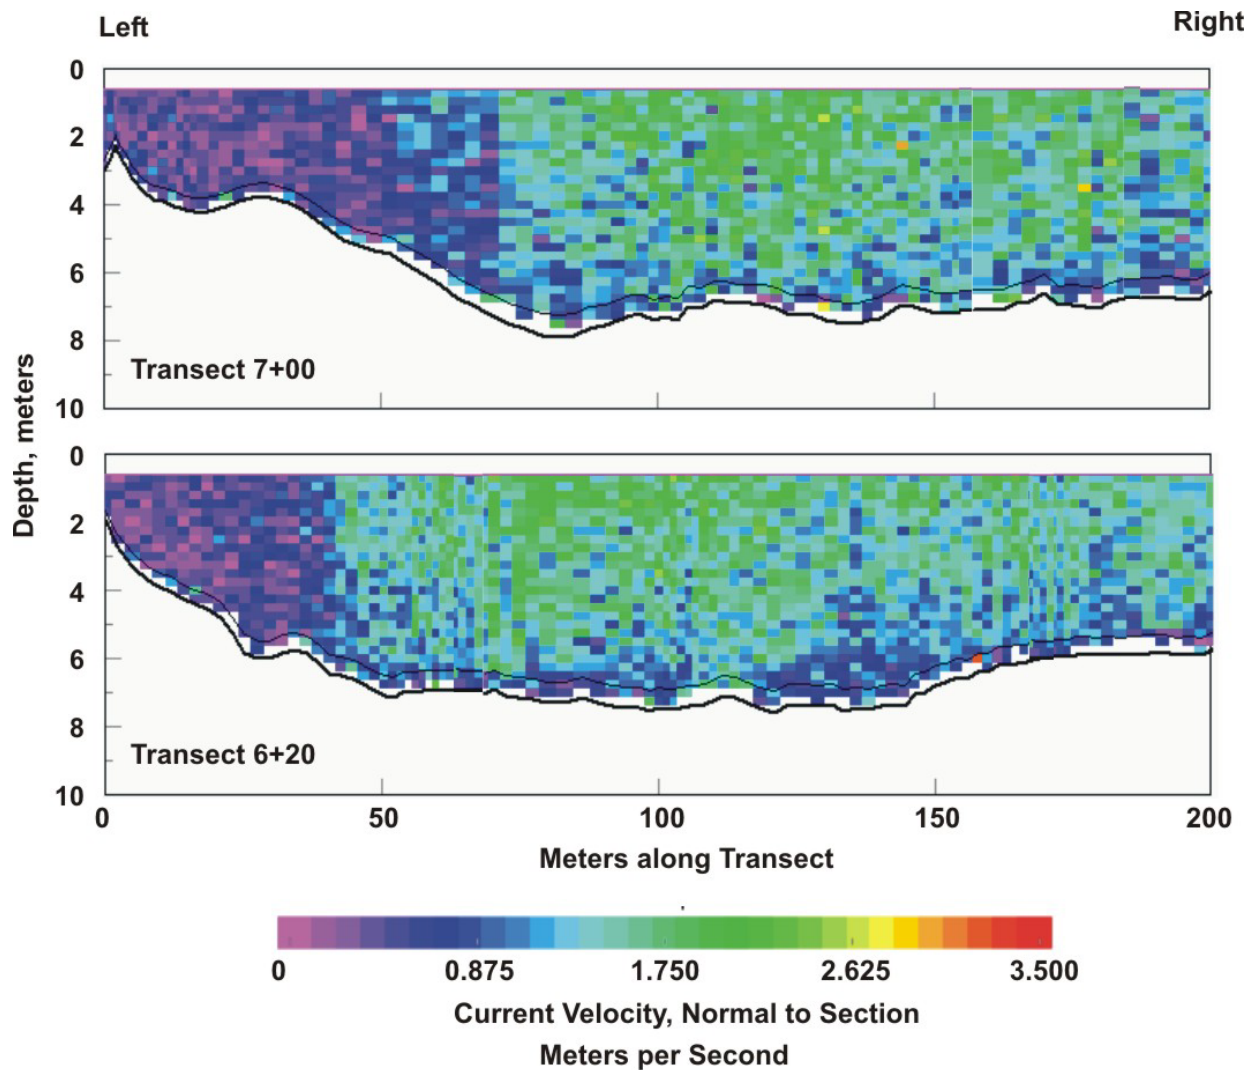 Left
Right
0
2
4
6
8
10
Transect 7+00
Depth, meters
0
2
4
6
8
10
Transect 6+20
0 50 100 150 200
Meters along Transect
0 0.875 1.750 2.625 3.500
Current Velocity, Normal to Section
Meters per Second